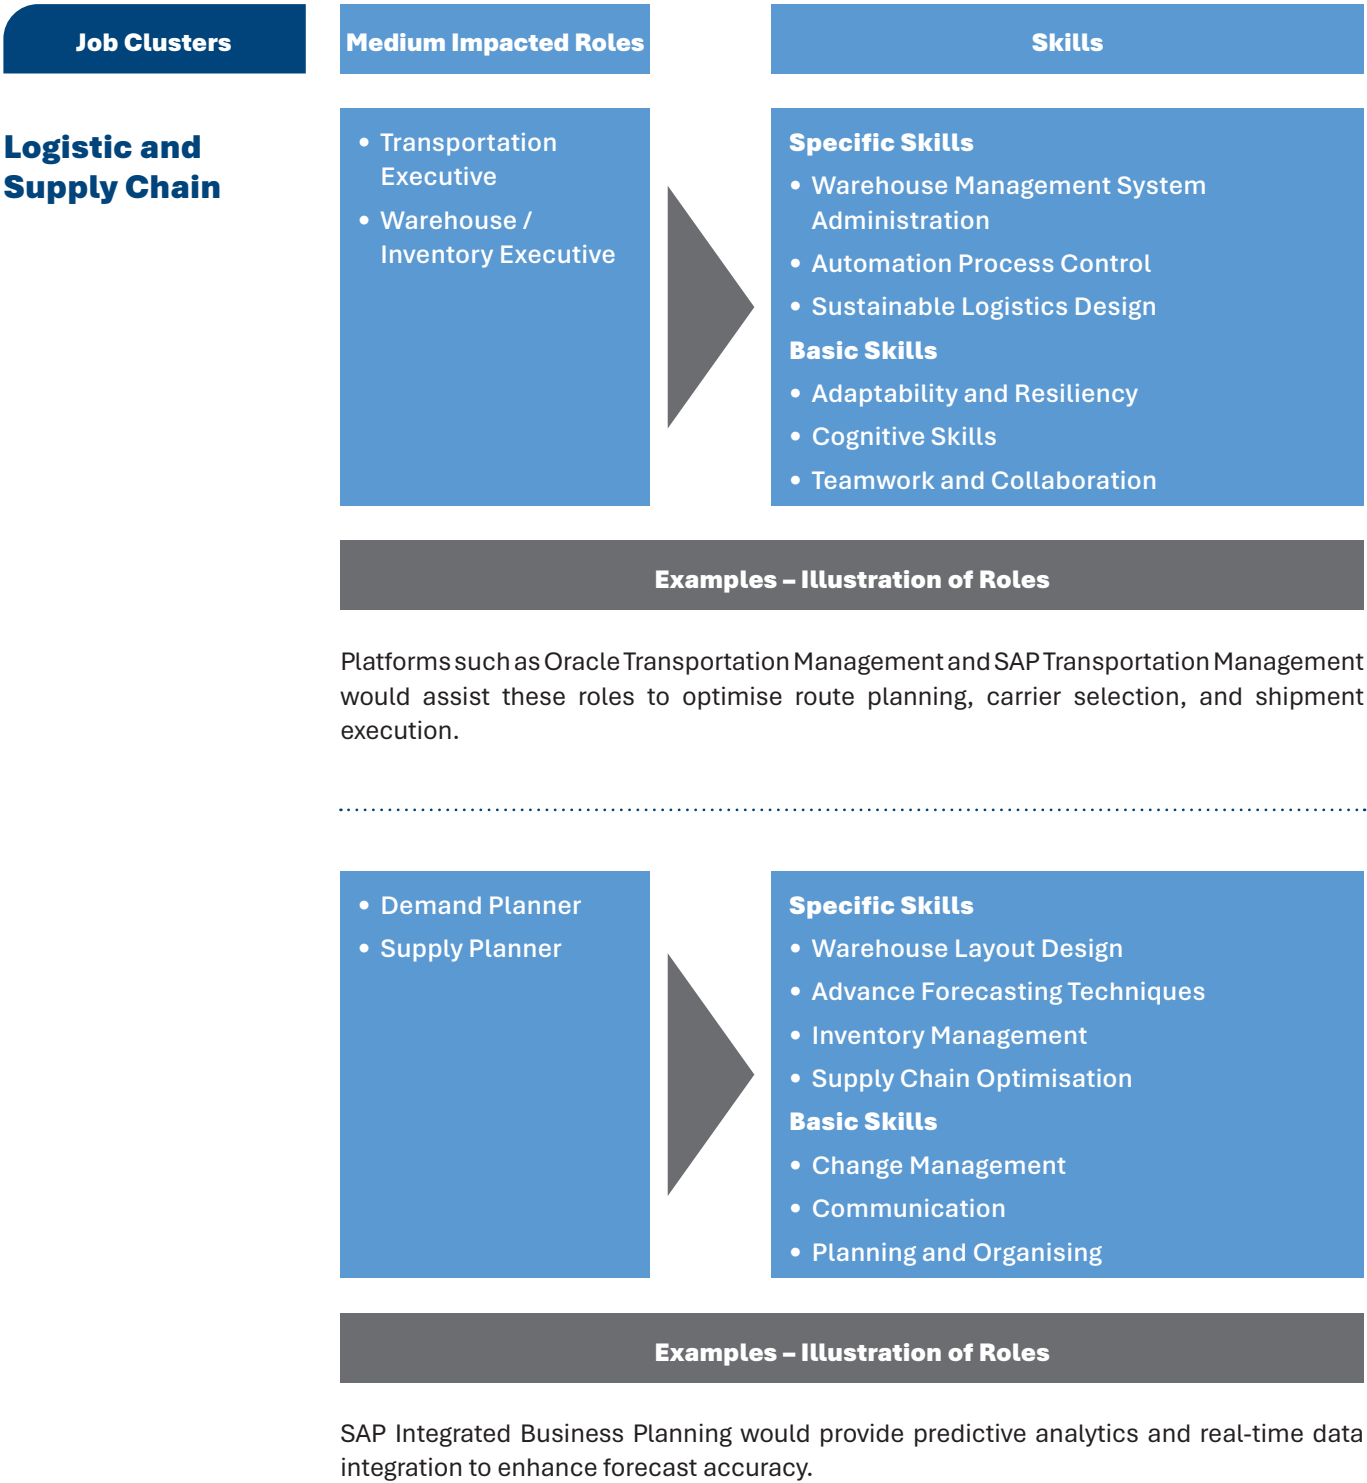 Job Clusters
Medium Impacted Roles
Skills
Logistic and
Supply Chain
• Transportation
Executive
• Warehouse /
Inventory Executive
Specific Skills
• Warehouse Management System
Administration
• Automation Process Control
• Sustainable Logistics Design
Basic Skills
• Adaptability and Resiliency
• Cognitive Skills
• Teamwork and Collaboration
Examples – Illustration of Roles
Platforms such as Oracle Transportation Management and SAP Transportation Management
would assist these roles to optimise route planning, carrier selection, and shipment
execution.
• Demand Planner
• Supply Planner
Specific Skills
• Warehouse Layout Design
• Advance Forecasting Techniques
• Inventory Management
• Supply Chain Optimisation
Basic Skills
• Change Management
• Communication
• Planning and Organising
Examples – Illustration of Roles
SAP Integrated Business Planning would provide predictive analytics and real-time data
integration to enhance forecast accuracy.